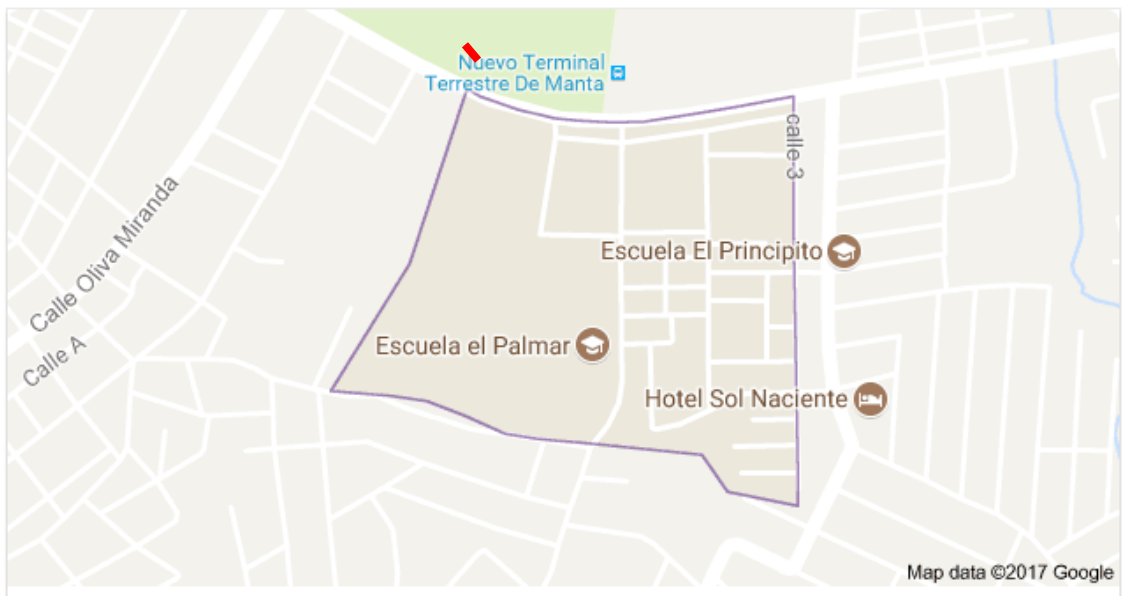 Nuevo Terminal
Terrestre De Manta
calle 3
Calle Oliva Miranda
Escuela El Principito
Calle A
Escuela el Palmar
Hotel Sol Naciente
Map data ©2017 Google